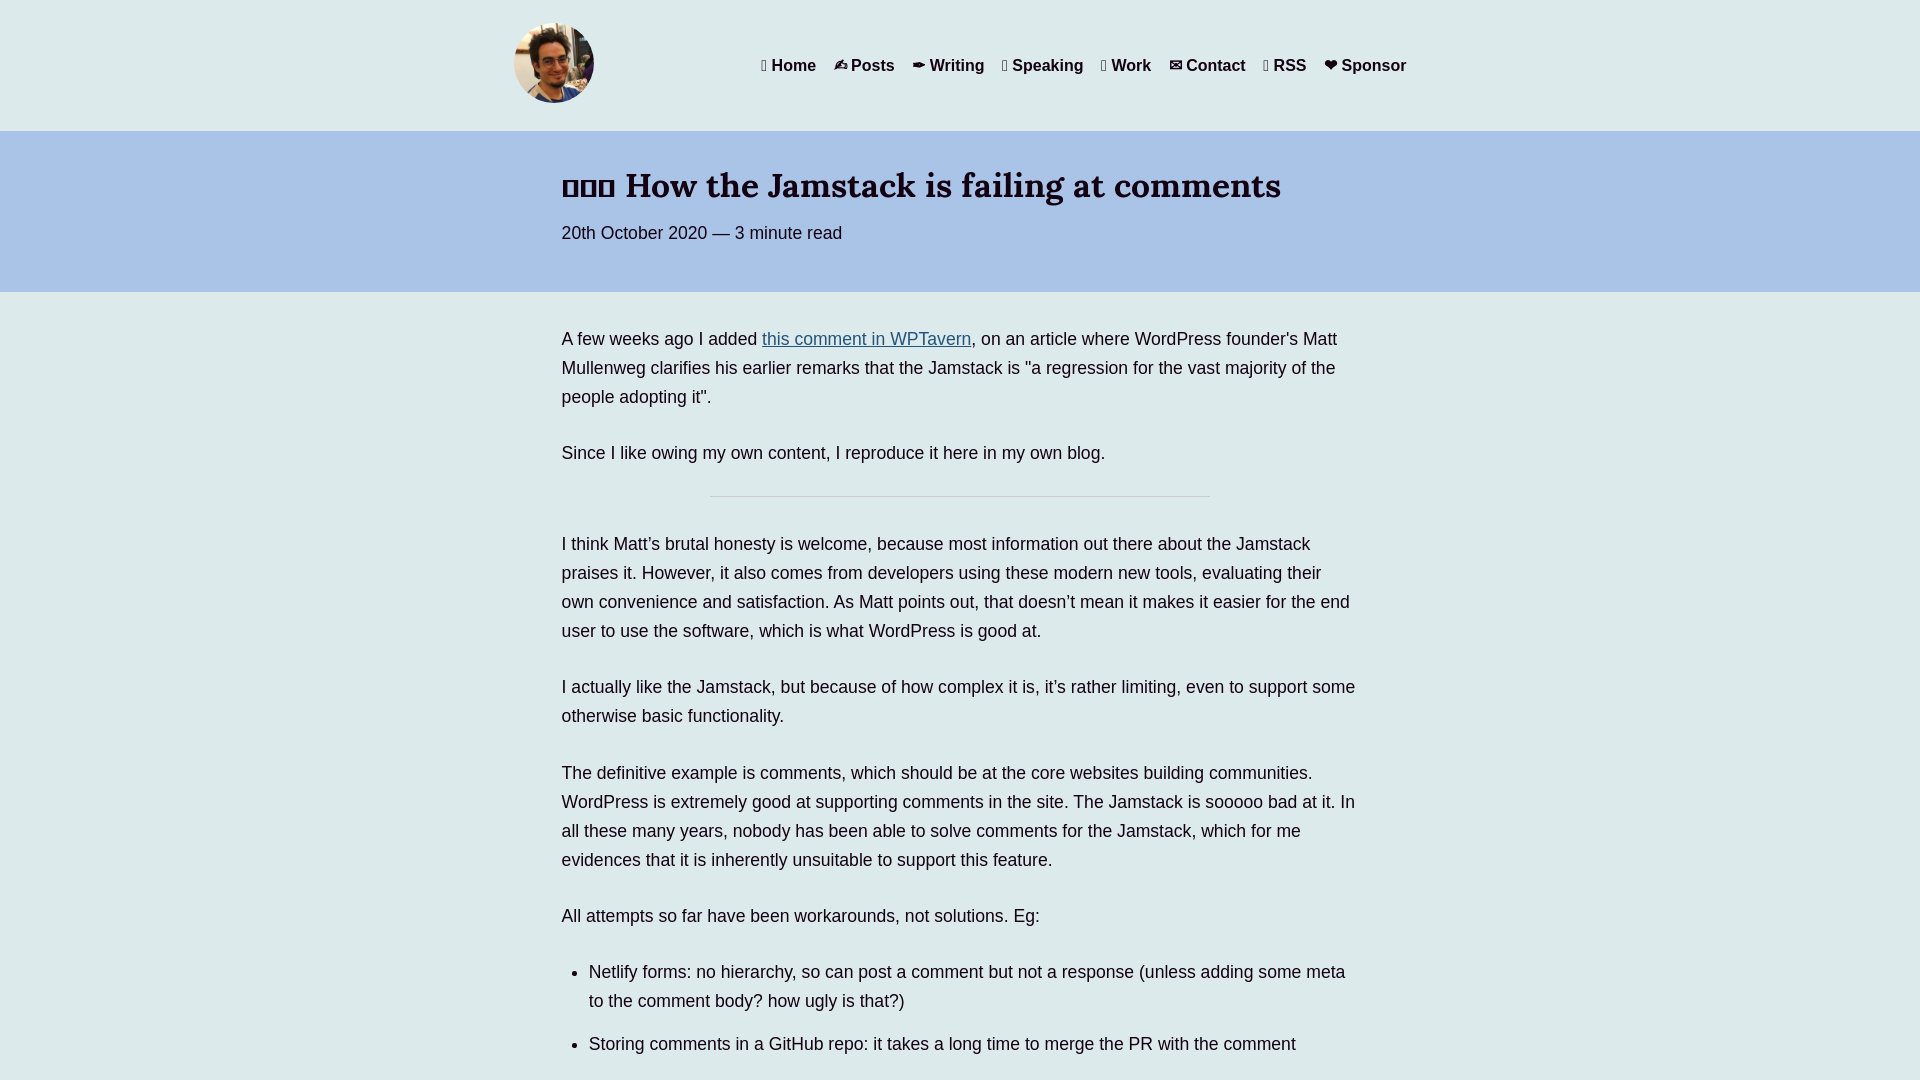 Home ✍ Posts ✒ Writing Speaking Work ✉ Contact RSS ❤ Sponsor
How the Jamstack is failing at comments
20th October 2020 — 3 minute read
A few weeks ago I added this comment in WPTavern, on an article where WordPress founder's Matt
Mullenweg clarifies his earlier remarks that the Jamstack is "a regression for the vast majority of the
people adopting it".
Since I like owing my own content, I reproduce it here in my own blog.
I think Matt’s brutal honesty is welcome, because most information out there about the Jamstack
praises it. However, it also comes from developers using these modern new tools, evaluating their
own convenience and satisfaction. As Matt points out, that doesn’t mean it makes it easier for the end
user to use the software, which is what WordPress is good at.
I actually like the Jamstack, but because of how complex it is, it’s rather limiting, even to support some
otherwise basic functionality.
The definitive example is comments, which should be at the core websites building communities.
WordPress is extremely good at supporting comments in the site. The Jamstack is sooooo bad at it. In
all these many years, nobody has been able to solve comments for the Jamstack, which for me
evidences that it is inherently unsuitable to support this feature.
All attempts so far have been workarounds, not solutions. Eg:
• Netlify forms: no hierarchy, so can post a comment but not a response (unless adding some meta
to the comment body? how ugly is that?)
• Storing comments in a GitHub repo: it takes a long time to merge the PR with the comment